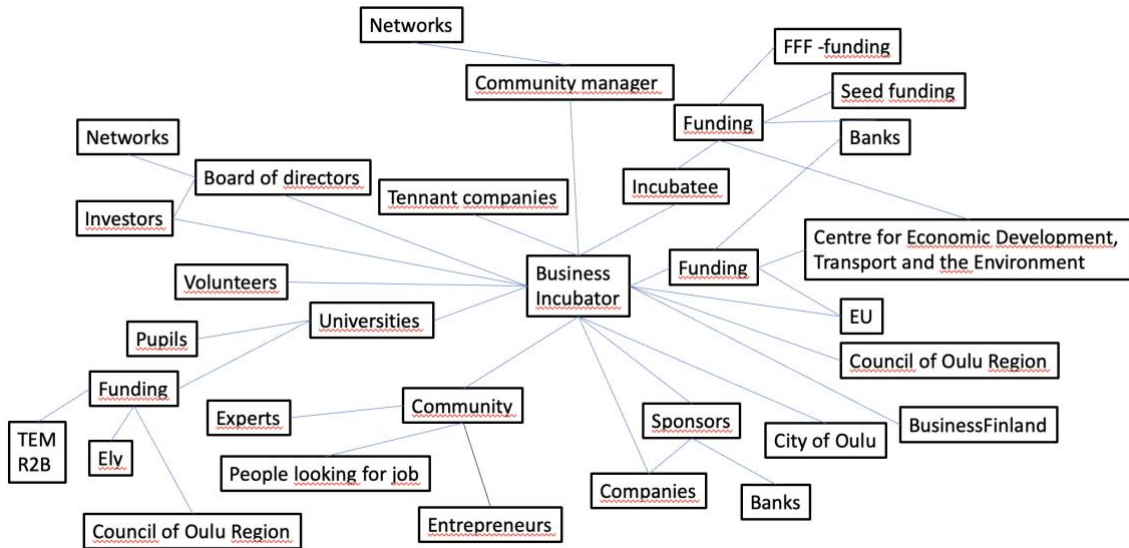 Networks
FFF -funding
Community manager
Seed funding
Funding
Banks
Networks
Board of directors
Tennant companies
Incubatee
Investors
Centre for Economic Development,
Transport and the Environment
Business
Incubator
Funding
Volunteers
Universities
EU
Pupils
Council of Oulu Region
Funding
Community
Experts
Sponsors
BusinessFinland
City of Oulu
TEM
R2B
Ely
People looking for job
Companies
Banks
Council of Oulu Region
Entrepreneurs